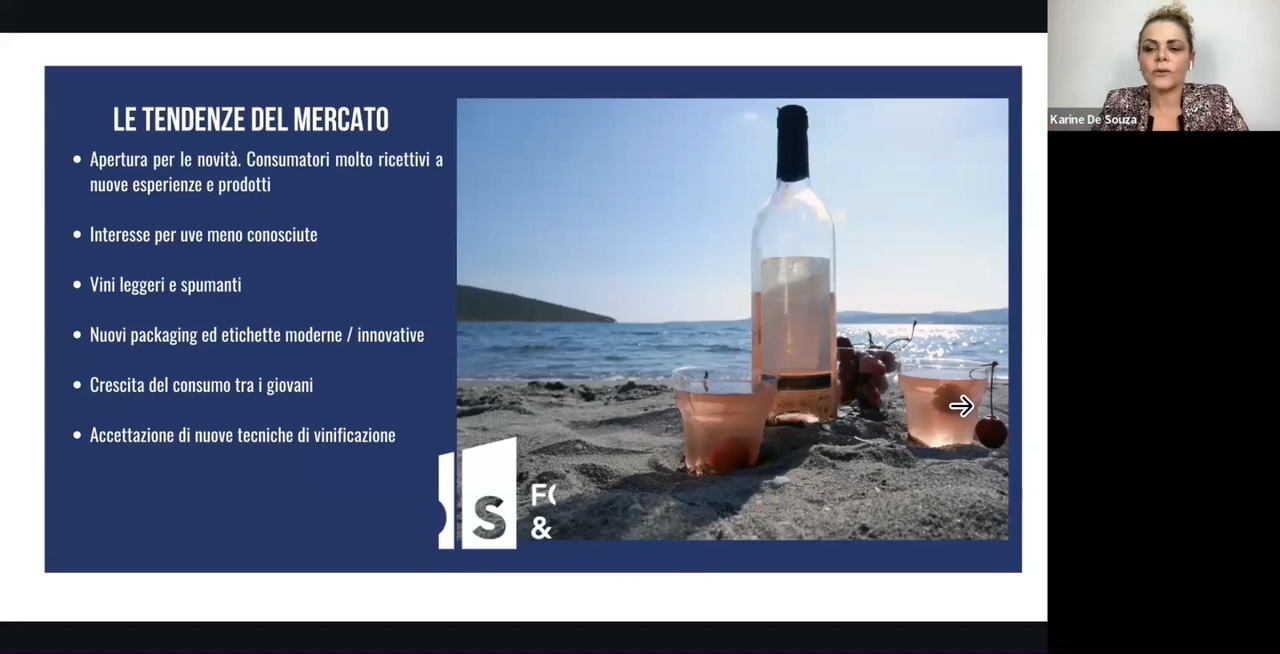 LE TENDENZE DEL MERCATO
• Apertura per le novità. Consumatori molto ricettivi a
nuove esperienze e prodotti
• Interesse per uve meno conosciute
• Vini leggeri e spumanti
• Nuovi packaging ed etichette moderne / innovative
• Crescita del consumo tra i giovani
• Accettazione di nuove tecniche di vinificazione
S
&
Karine De Souza